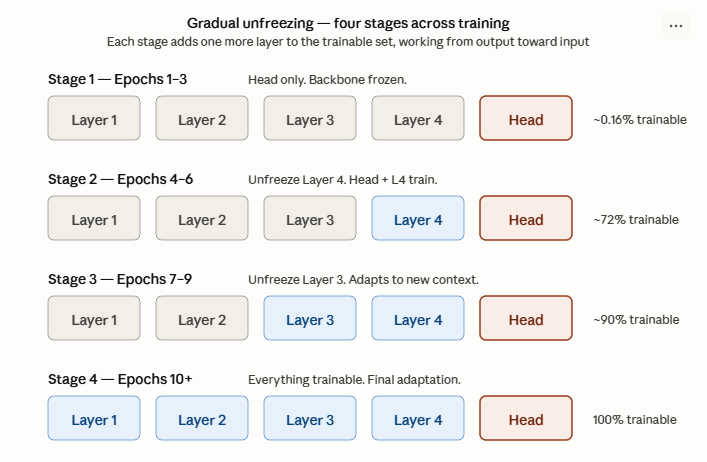 Gradual unfreezing — four stages across training
Each stage adds one more layer to the trainable set, working from output toward input
Stage 1 — Epochs 1–3 Head only. Backbone frozen.
Layer 1 Layer 2 Layer 3 Layer 4 Head ~0.16% trainable
Stage 2 — Epochs 4–6 Unfreeze Layer 4. Head + L4 train.
Layer 1 Layer 2 Layer 3 Layer 4 Head ~72% trainable
Stage 3 — Epochs 7–9 Unfreeze Layer 3. Adapts to new context.
Layer 1 Layer 2 Layer 3 Layer 4 Head ~90% trainable
Stage 4 — Epochs 10+ Everything trainable. Final adaptation.
Layer 1 Layer 2 Layer 3 Layer 4 Head 100% trainable